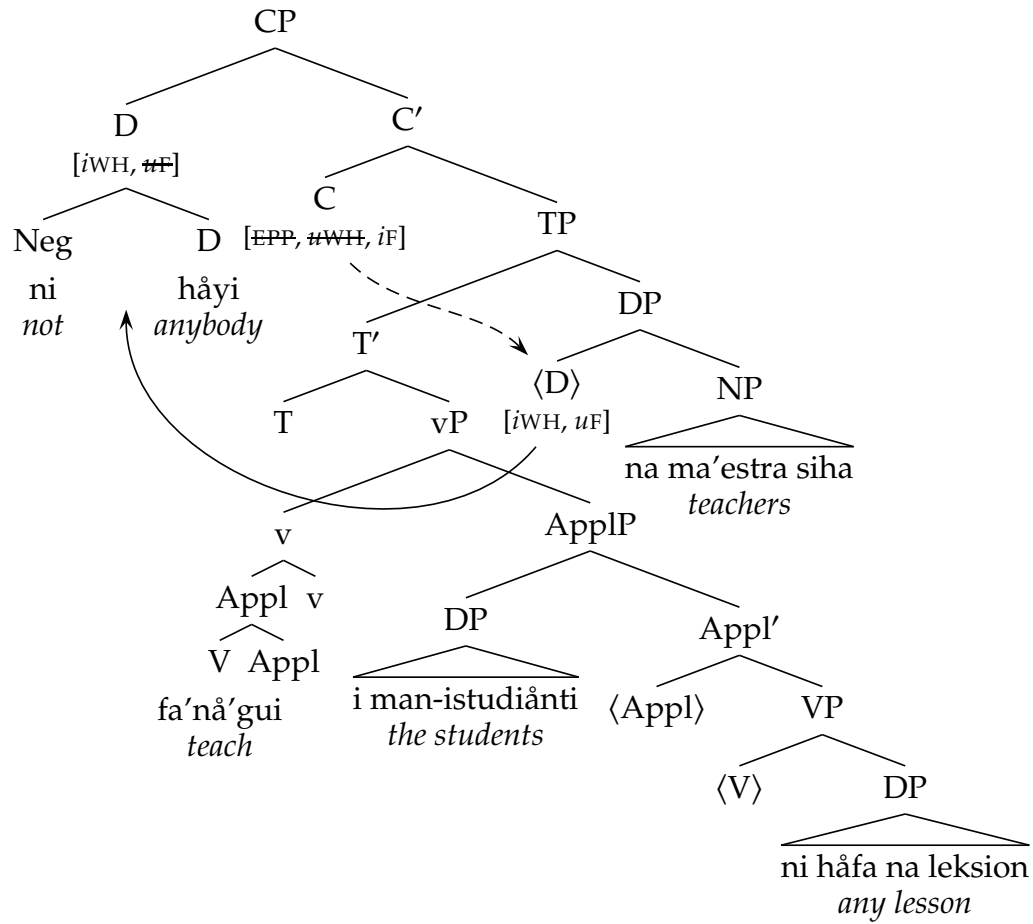 CP
D C′
[iWH, uF]
C
Neg D [EPP, uWH, iF] TP
ni håyi
not anybody
DP
T′
⟨D⟩ NP
T vP [iWH, uF]
na ma'estra siha
teachers
v ApplP
Appl v
DP Appl′
V Appl
fa'nå'gui i man-istudiånti ⟨Appl⟩ VP
teach the students
⟨V⟩ DP
ni håfa na leksion
any lesson